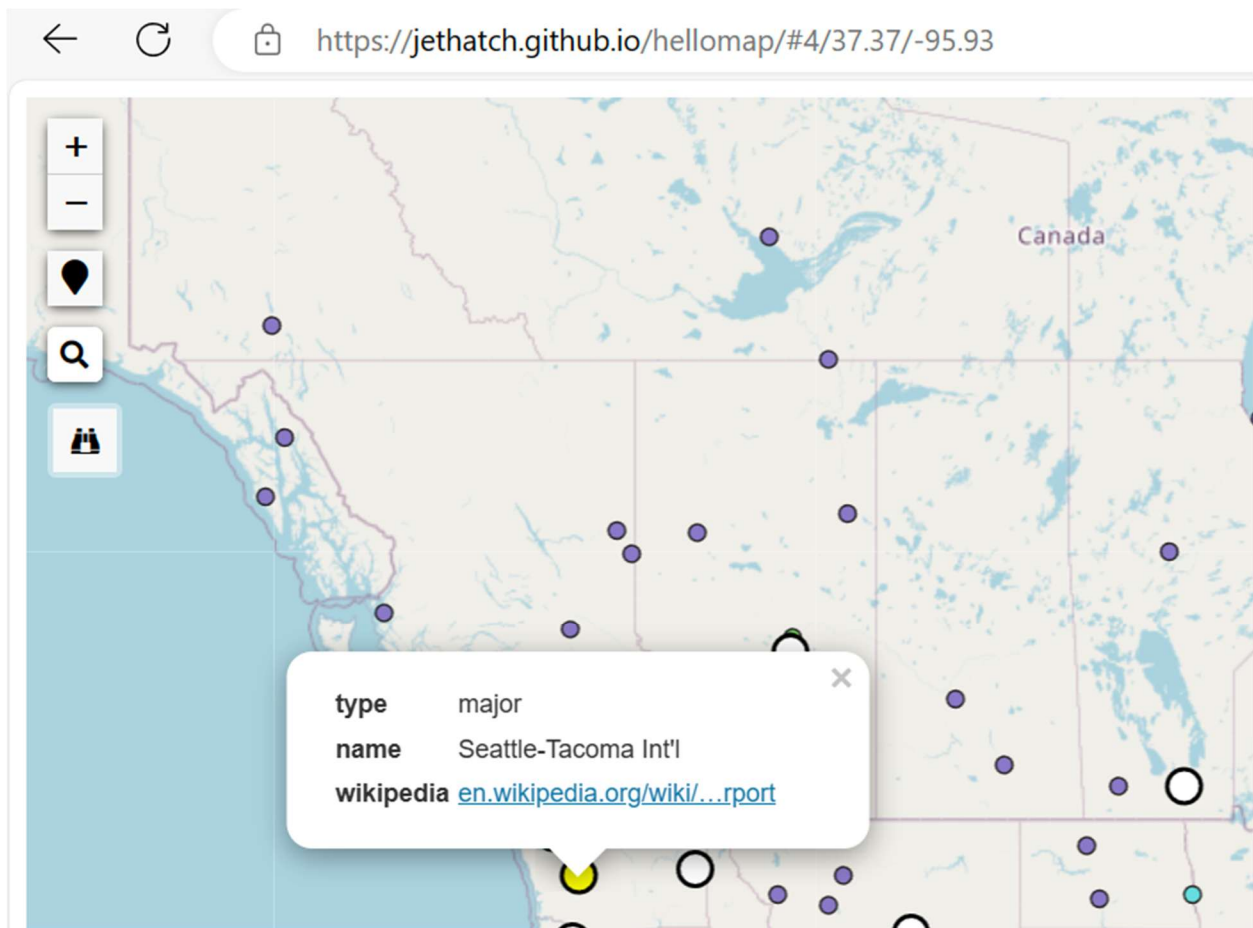 https://jethatch.github.io/hellomap/#4/37.37/-95.93
+
−
Canada
type major
name Seattle-Tacoma Int'l
wikipedia en.wikipedia.org/wiki/…rport
×